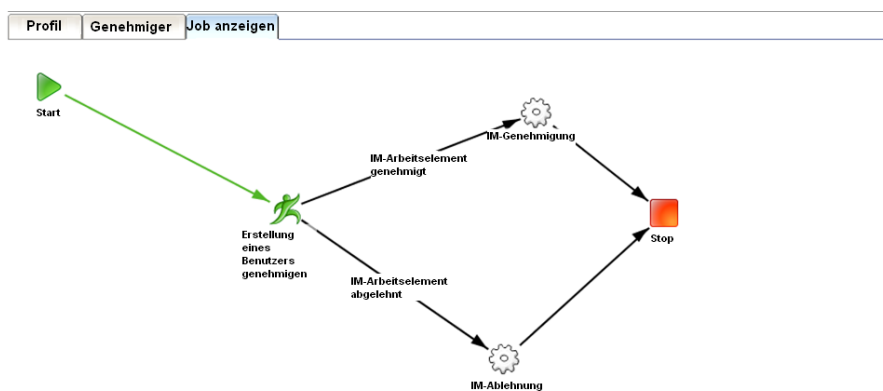 Profil
Genehmiger
Job anzeigen
Start
IM-Genehmigung
IM-Arbeitselement
genehmigt
Erstellung
eines
Benutzers
genehmigen
Stop
IM-Arbeitselement
abgelehnt
IM-Ablehnung